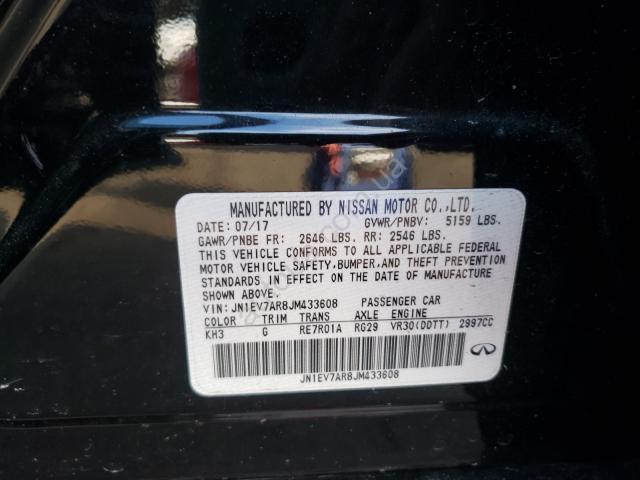 MANUFACTURED BY NISSAN MOTOR CO.,LTD.
DATE: 07/17 GVWR/PNBV: 5159 LBS.
GAWR/PNBE FR: 2646 LBS. RR: 2546 LBS.
THIS VEHICLE CONFORMS TO ALL APPLICABLE FEDERAL
MOTOR VEHICLE SAFETY, BUMPER, AND THEFT PREVENTION
STANDARDS IN EFFECT ON THE DATE OF MANUFACTURE
SHOWN ABOVE.
VIN: JN1EV7AR8JM433608 PASSENGER CAR
COLOR TRIM TRANS AXLE ENGINE
KH3 G RE7R01A RG29 VR30(DDTT) 2997CC
JN1EV7AR8JM433608